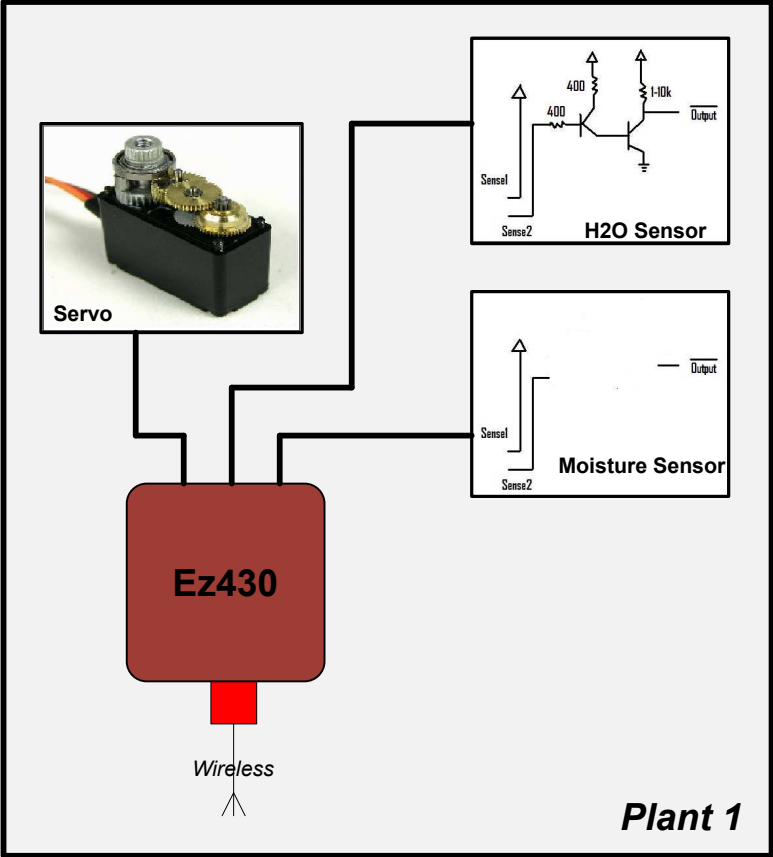 400
1-10k
400
Output
Sense1
Sense2
H2O Sensor
Servo
Output
Sense1
Moisture Sensor
Sense2
Ez430
Wireless
Plant 1